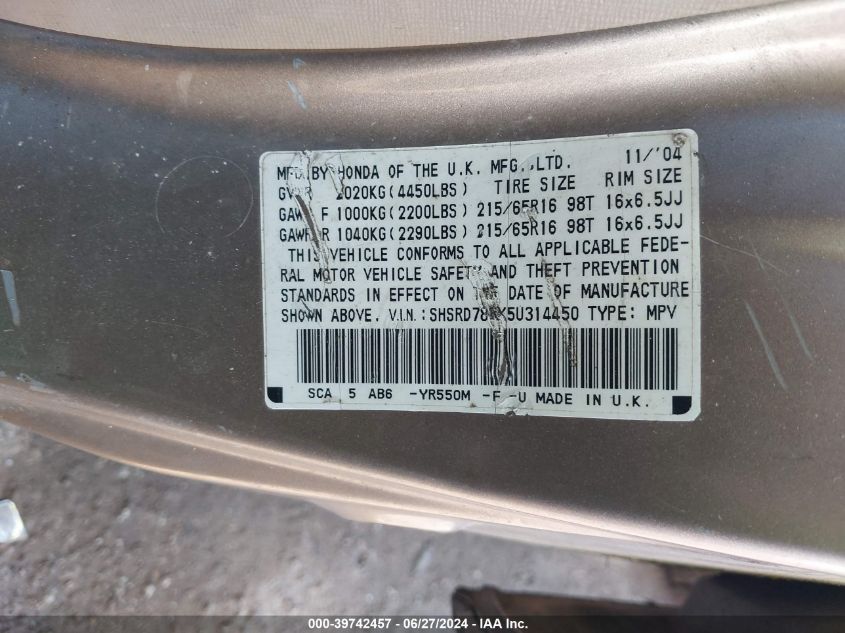 MFD.BY HONDA OF THE U.K. MFG.,LTD. 11/'04
GVWR 2020KG(4450LBS) TIRE SIZE RIM SIZE
GAWR F 1000KG(2200LBS) 215/65R16 98T 16x6.5JJ
GAWR R 1040KG(2290LBS) 215/65R16 98T 16x6.5JJ
THIS VEHICLE CONFORMS TO ALL APPLICABLE FEDE-
RAL MOTOR VEHICLE SAFETY AND THEFT PREVENTION
STANDARDS IN EFFECT ON THE DATE OF MANUFACTURE
SHOWN ABOVE. V.I.N.: TYPE: MPV
SCA 5 AB6 -YR550M -F -U MADE IN U.K.
000-39742457 - 06/27/2024 - IAA, Inc.